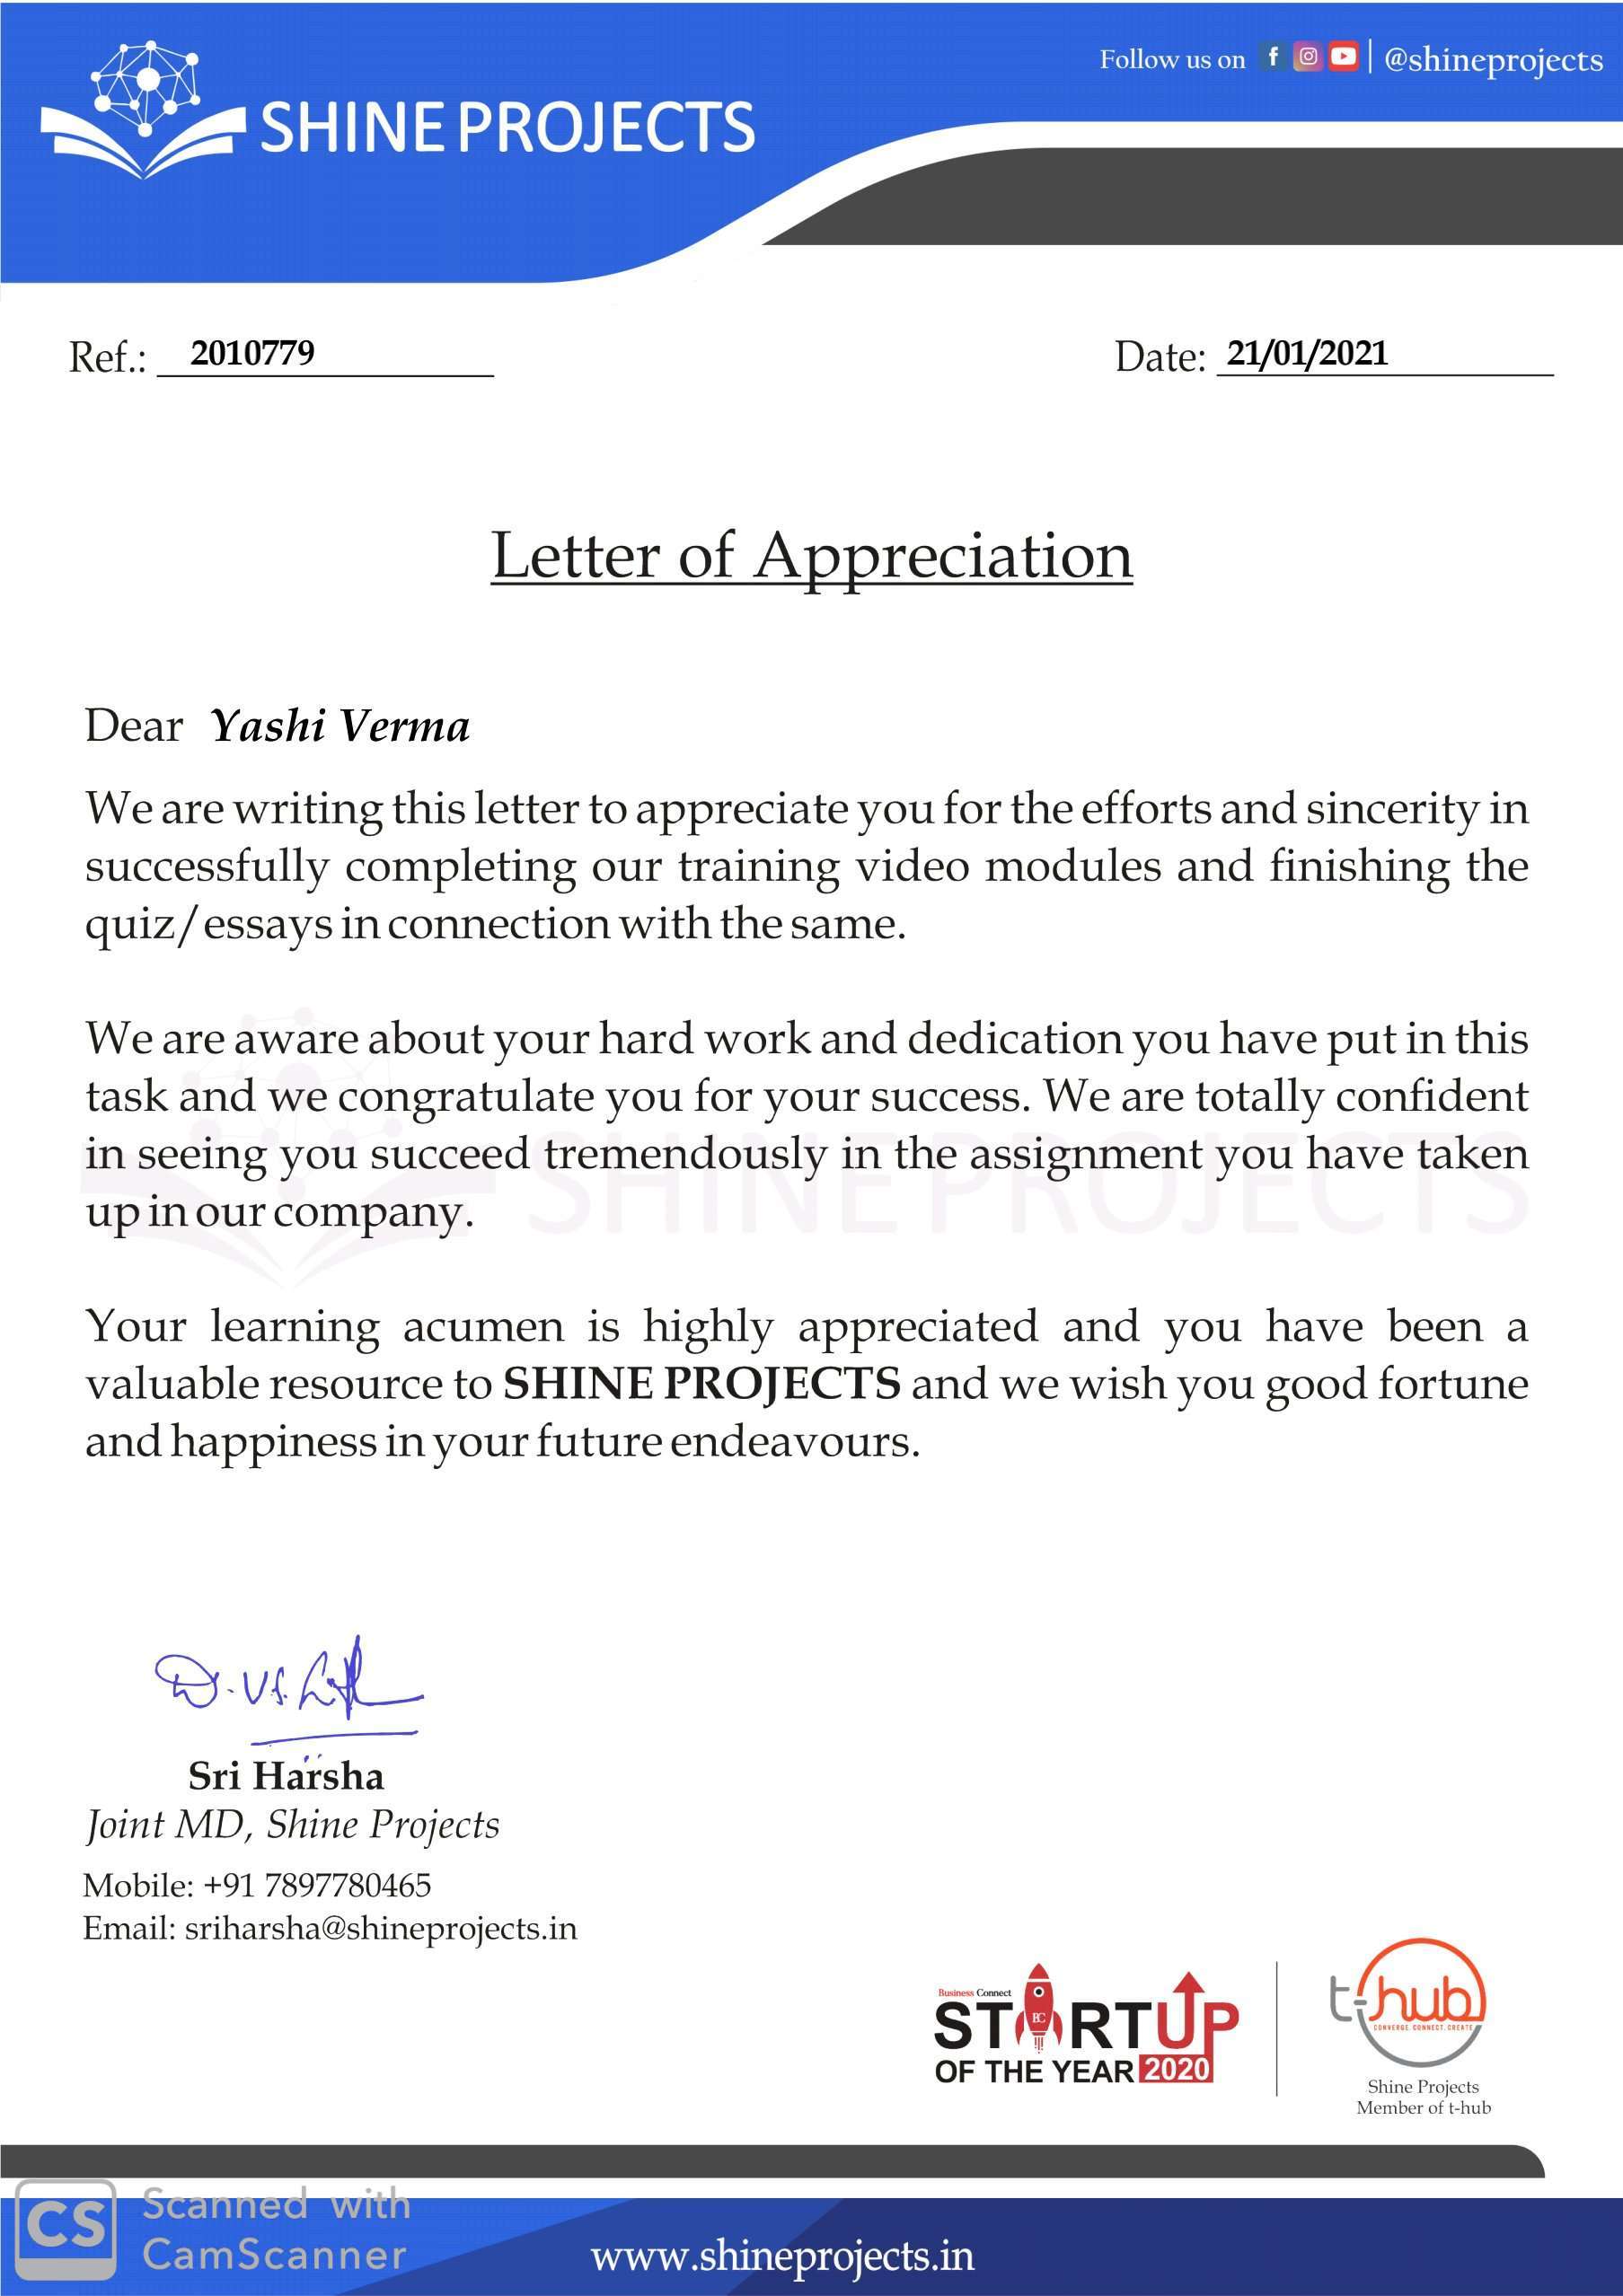 Follow us on | @shineprojects
SHINE PROJECTS
Ref.: 2010779
Date: 21/01/2021
Letter of Appreciation
Dear Yashi Verma
We are writing this letter to appreciate you for the efforts and sincerity in
successfully completing our training video modules and finishing the
quiz/essays in connection with the same.
We are aware about your hard work and dedication you have put in this
task and we congratulate you for your success. We are totally confident
in seeing you succeed tremendously in the assignment you have taken
up in our company.
SHINE PROJECTS
Your learning acumen is highly appreciated and you have been a
valuable resource to SHINE PROJECTS and we wish you good fortune
and happiness in your future endeavours.
Sri Harsha
Joint MD, Shine Projects
Mobile: +91 7897780465
Email: sriharsha@shineprojects.in
Business Connect
STARTUP
BC
OF THE YEAR 2020
t-hub
CONVERGE. CONNECT. CREATE
Shine Projects
Member of t-hub
CS
Scanned with
CamScanner
www.shineprojects.in